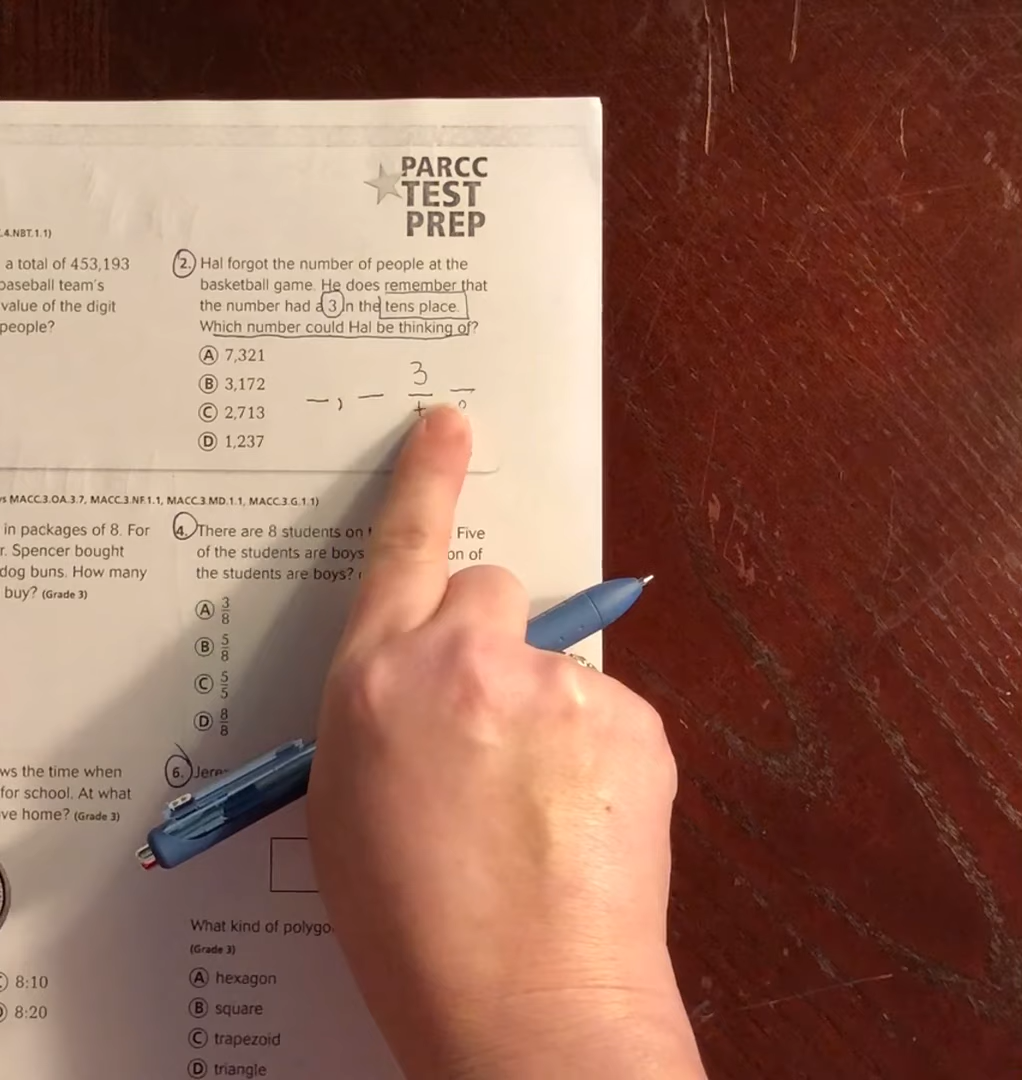 PARCC
TEST
PREP
.4.NBT.1.1)
a total of 453,193
baseball team's
value of the digit
people?
2. Hal forgot the number of people at the
basketball game. He does remember that
the number had a 3 in the tens place.
Which number could Hal be thinking of?
A 7,321
B 3,172
C 2,713
D 1,237
3
_ , _ _ _
t o
s MACC.3.OA.3.7, MACC.3.NF.1.1, MACC.3.MD.1.1, MACC.3.G.1.1)
in packages of 8. For
r. Spencer bought
dog buns. How many
buy? (Grade 3)
4. There are 8 students on . Five
of the students are boys on of
the students are boys?
A 3/8
B 5/8
C 5/5
D 8/8
ws the time when
for school. At what
ve home? (Grade 3)
8:10
8:20
6. Jere
What kind of polygo
(Grade 3)
A hexagon
B square
C trapezoid
D triangle